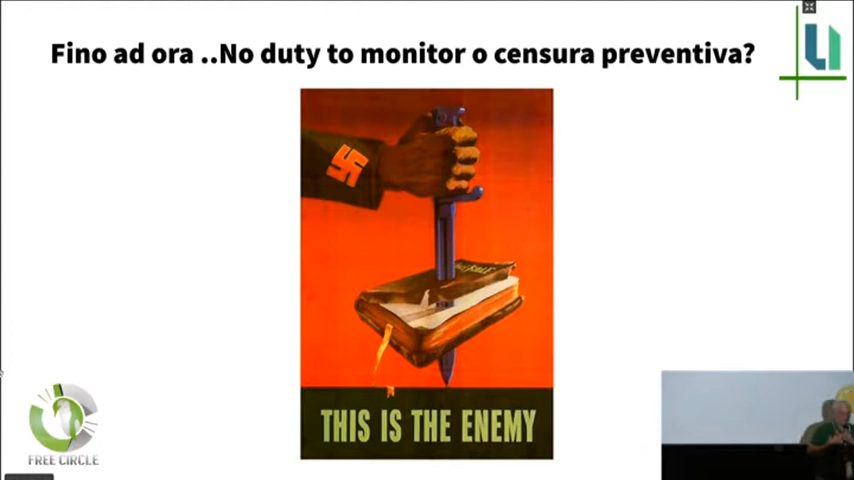 Fino ad ora ..No duty to monitor o censura preventiva?
THIS IS THE ENEMY
FREE CIRCLE